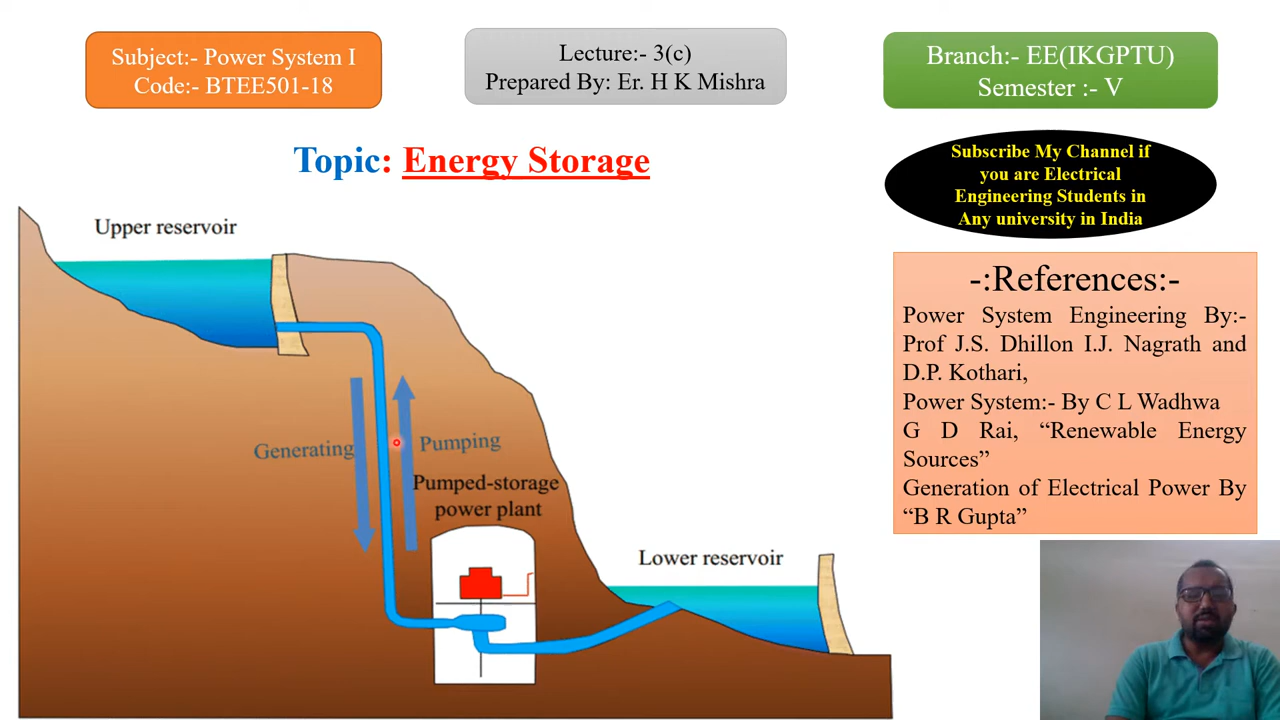 Subject:- Power System I
Code:- BTEE501-18
Lecture:- 3(c)
Prepared By: Er. H K Mishra
Branch:- EE(IKGPTU)
Semester :- V
Topic: Energy Storage
Subscribe My Channel if
you are Electrical
Engineering Students in
Any university in India
Upper reservoir
Generating
Pumping
Pumped-storage
power plant
Lower reservoir
-:References:-
Power System Engineering By:-
Prof J.S. Dhillon I.J. Nagrath and
D.P. Kothari,
Power System:- By C L Wadhwa
G D Rai, “Renewable Energy
Sources”
Generation of Electrical Power By
“B R Gupta”